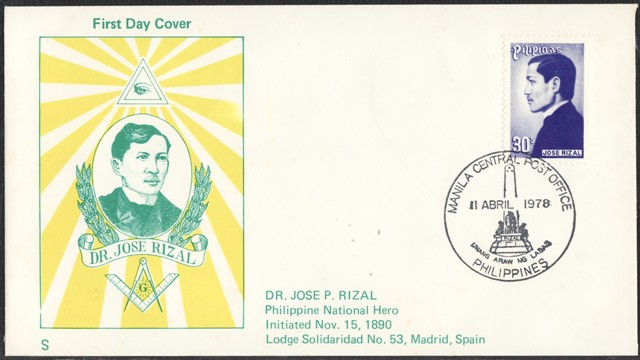 First Day Cover
DR. JOSE RIZAL
G
S
Pilipinas
30s
JOSE RIZAL
MANILA CENTRAL POST OFFICE
11 ABRIL 1978
RIZAL
UNANG ARAW NG LABAS
PHILIPPINES
DR. JOSE P. RIZAL
Philippine National Hero
Initiated Nov. 15, 1890
Lodge Solidaridad No. 53, Madrid, Spain